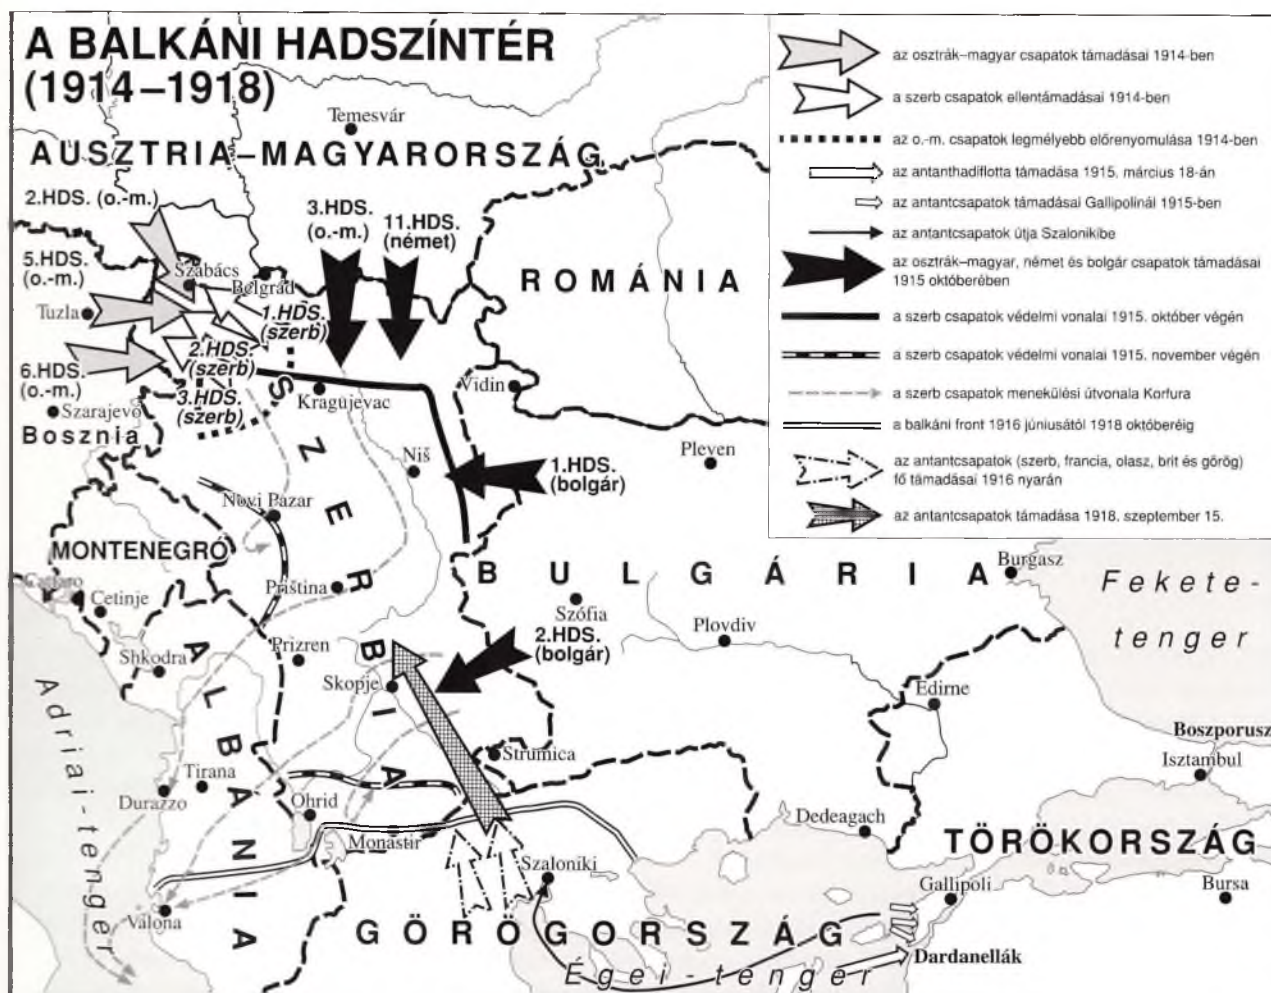 A BALKÁNI HADSZÍNTÉR
(1914–1918)
az osztrák–magyar csapatok támadásai 1914-ben
a szerb csapatok ellentámadásai 1914-ben
az o.-m. csapatok legmélyebb előrenyomulása 1914-ben
az antanthadiflotta támadása 1915. március 18-án
az antantcsapatok támadásai Gallipolinál 1915-ben
az antantcsapatok útja Szalonikibe
az osztrák–magyar, német és bolgár csapatok támadásai
1915 októberében
a szerb csapatok védelmi vonalai 1915. október végén
a szerb csapatok védelmi vonalai 1915. november végén
a szerb csapatok menekülési útvonala Korfura
a balkáni front 1916 júniusától 1918 októberéig
az antantcsapatok (szerb, francia, olasz, brit és görög)
fő támadásai 1916 nyarán
az antantcsapatok támadása 1918. szeptember 15.
Temesvár
AUSZTRIA–MAGYARORSZÁG
2.HDS. (o.-m.)
3.HDS.
(o.-m.)
11.HDS.
(német)
5.HDS.
(o.-m.)
Szabács
Belgrád
ROMÁNIA
Tuzla
1.HDS.
(szerb)
2.HDS.
(szerb)
6.HDS.
(o.-m.)
3.HDS.
(szerb)
Kragujevac
Vidin
Szarajevó
Bosznia
SZERBIA
Niš
Pleven
1.HDS.
(bolgár)
Novi Pazar
MONTENEGRÓ
BULGÁRIA
Burgasz
Fekete-
tenger
Cattaro
Cetinje
Priština
Szófia
Plovdiv
2.HDS.
(bolgár)
Shkodra
Prizren
Skopje
Edirne
ALBÁNIA
Adriai-tenger
Boszporusz
Isztambul
Strumica
Tirana
Durazzo
Ohrid
Monastir
Dedeagach
TÖRÖKORSZÁG
Szaloniki
Gallipoli
Bursa
Valona
GÖRÖGORSZÁG
Dardanellák
Égei-tenger